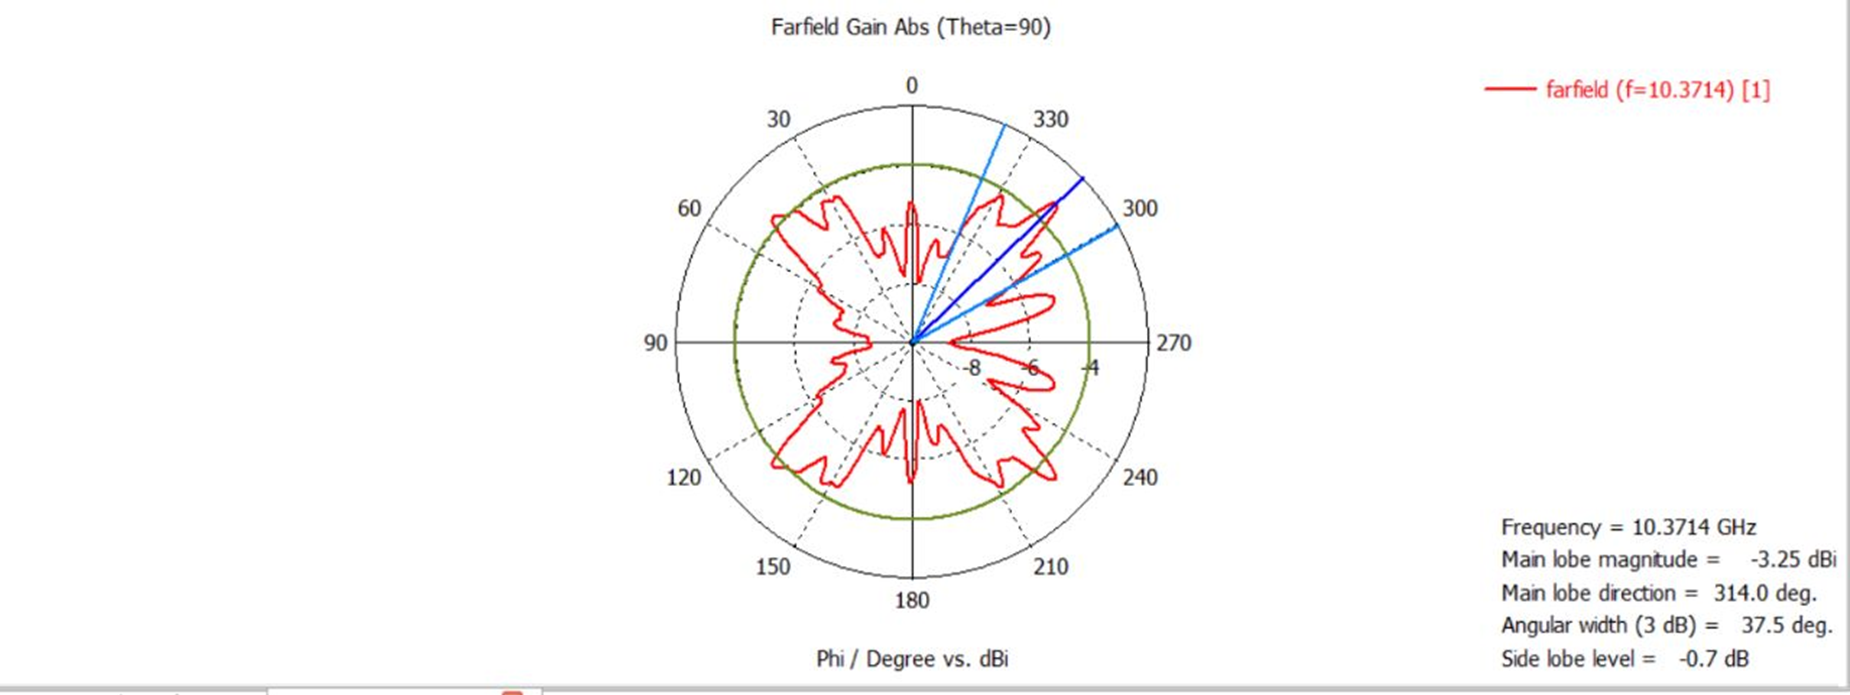 Farfield Gain Abs (Theta=90)
farfield (f=10.3714) [1]
0
30
330
60
300
90
270
-8
-6
-4
120
240
150
210
180
Frequency = 10.3714 GHz
Main lobe magnitude = -3.25 dBi
Main lobe direction = 314.0 deg.
Angular width (3 dB) = 37.5 deg.
Side lobe level = -0.7 dB
Phi / Degree vs. dBi